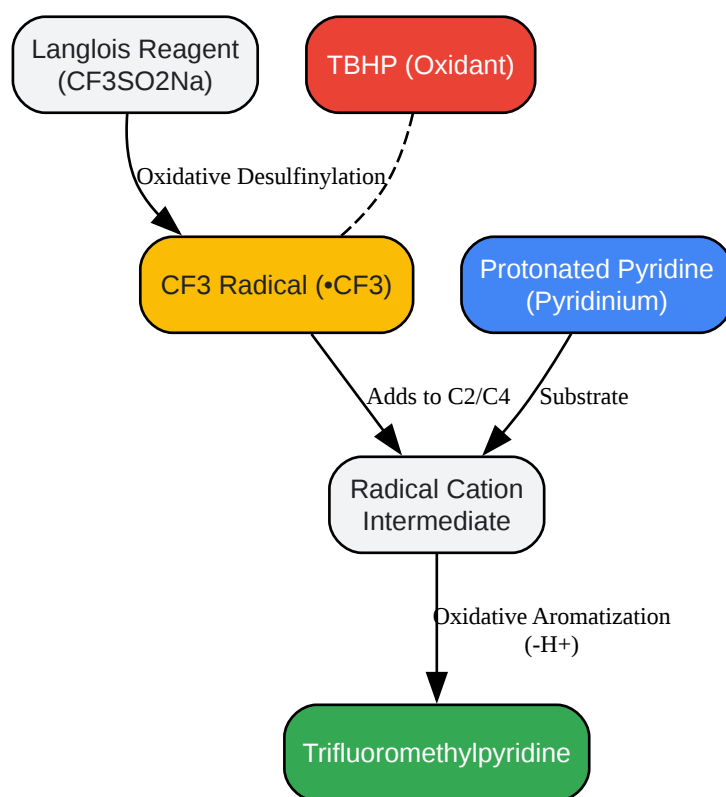 Langlois Reagent
(CF3SO2Na)
TBHP (Oxidant)
Oxidative Desulfinylation
CF3 Radical (•CF3)
Protonated Pyridine
(Pyridinium)
Adds to C2/C4
Substrate
Radical Cation
Intermediate
Oxidative Aromatization
(-H+)
Trifluoromethylpyridine